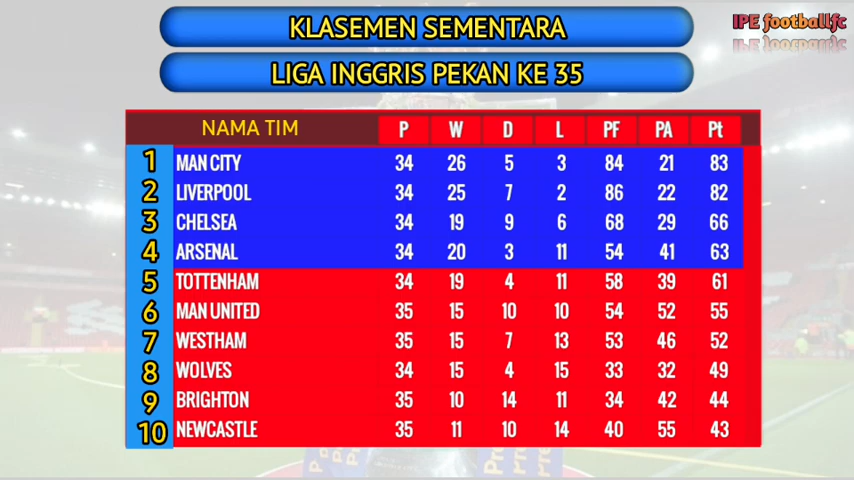 KLASEMEN SEMENTARA
IPE footballfc
LIGA INGGRIS PEKAN KE 35
NAMA TIM P W D L PF PA Pt
1 MAN CITY 34 26 5 3 84 21 83
2 LIVERPOOL 34 25 7 2 86 22 82
3 CHELSEA 34 19 9 6 68 29 66
4 ARSENAL 34 20 3 11 54 41 63
5 TOTTENHAM 34 19 4 11 58 39 61
6 MAN UNITED 35 15 10 10 54 52 55
7 WESTHAM 35 15 7 13 53 46 52
8 WOLVES 34 15 4 15 33 32 49
9 BRIGHTON 35 10 14 11 34 42 44
10 NEWCASTLE 35 11 10 14 40 55 43